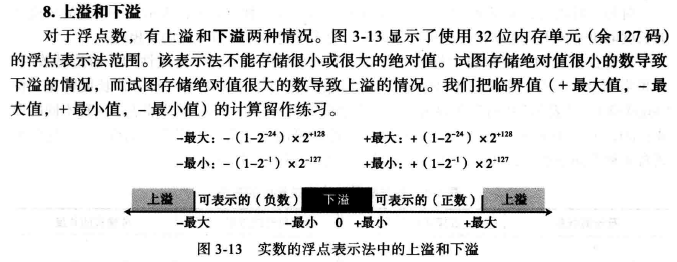 8. 上溢和下溢
对于浮点数，有上溢和下溢两种情况。图 3-13 显示了使用 32 位内存单元（余 127 码）
的浮点表示法范围。该表示法不能存储很小或很大的绝对值。试图存储绝对值很小的数导致
下溢的情况，而试图存储绝对值很大的数导致上溢的情况。我们把临界值（+ 最大值，- 最
大值，+ 最小值，- 最小值）的计算留作练习。
-最大：-（1-2⁻²⁴）×2⁺¹²⁸ +最大：+（1-2⁻²⁴）×2⁺¹²⁸
-最小：-（1-2⁻¹）×2⁻¹²⁷ +最小：+（1-2⁻¹）×2⁻¹²⁷
上溢 可表示的（负数） 下溢 可表示的（正数） 上溢
-最大 -最小 0 +最小 +最大
图 3-13 实数的浮点表示法中的上溢和下溢